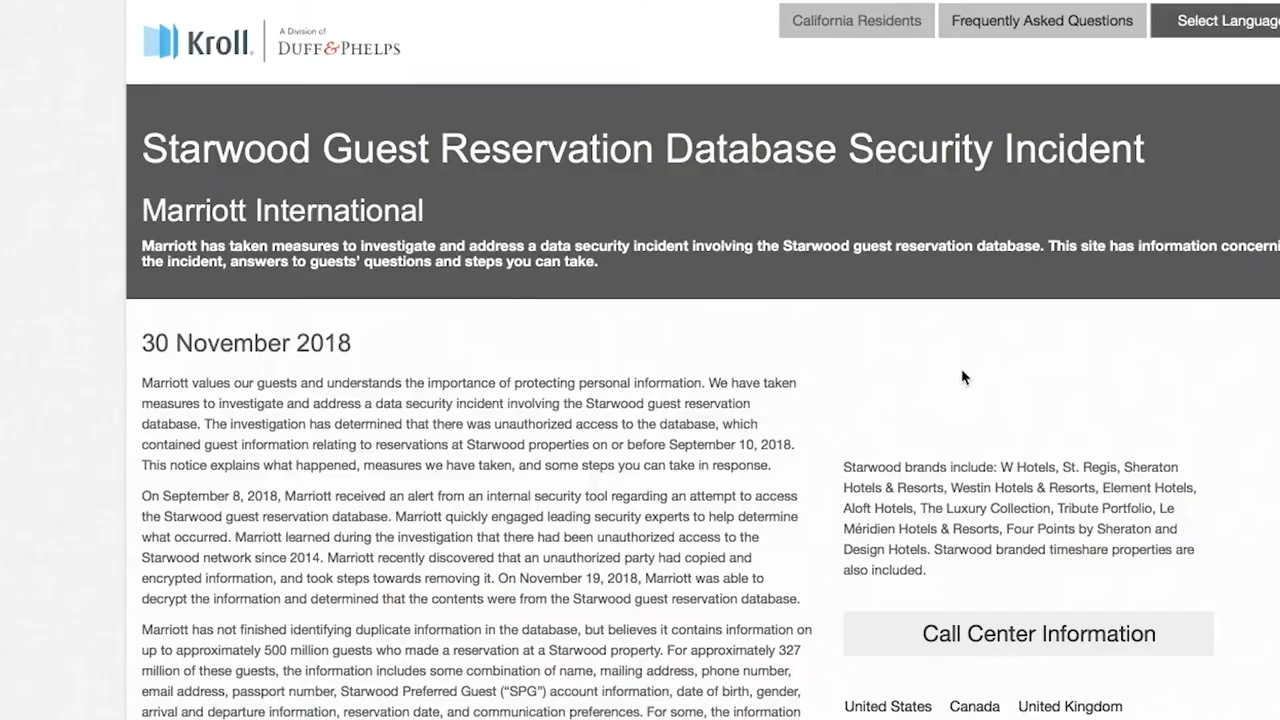 California Residents
Frequently Asked Questions
Select Language
Kroll
A Division of
DUFF&PHELPS
Starwood Guest Reservation Database Security Incident
Marriott International
Marriott has taken measures to investigate and address a data security incident involving the Starwood guest reservation database. This site has information
the incident, answers to guests' questions and steps you can take.
30 November 2018
Marriott values our guests and understands the importance of protecting personal information. We have taken
measures to investigate and address a data security incident involving the Starwood guest reservation
database. The investigation has determined that there was unauthorized access to the database, which
contained guest information relating to reservations at Starwood properties on or before September 10, 2018.
This notice explains what happened, measures we have taken, and some steps you can take in response.
On September 8, 2018, Marriott received an alert from an internal security tool regarding an attempt to access
the Starwood guest reservation database. Marriott quickly engaged leading security experts to help determine
what occurred. Marriott learned during the investigation that there had been unauthorized access to the
Starwood network since 2014. Marriott recently discovered that an unauthorized party had copied and
encrypted information, and took steps towards removing it. On November 19, 2018, Marriott was able to
decrypt the information and determined that the contents were from the Starwood guest reservation database.
Marriott has not finished identifying duplicate information in the database, but believes it contains information on
up to approximately 500 million guests who made a reservation at a Starwood property. For approximately 327
million of these guests, the information includes some combination of name, mailing address, phone number,
email address, passport number, Starwood Preferred Guest (“SPG”) account information, date of birth, gender,
arrival and departure information, reservation date, and communication preferences. For some, the information
Starwood brands include: W Hotels, St. Regis, Sheraton
Hotels & Resorts, Westin Hotels & Resorts, Element Hotels,
Aloft Hotels, The Luxury Collection, Tribute Portfolio, Le
Méridien Hotels & Resorts, Four Points by Sheraton and
Design Hotels. Starwood branded timeshare properties are
also included.
Call Center Information
United States Canada United Kingdom